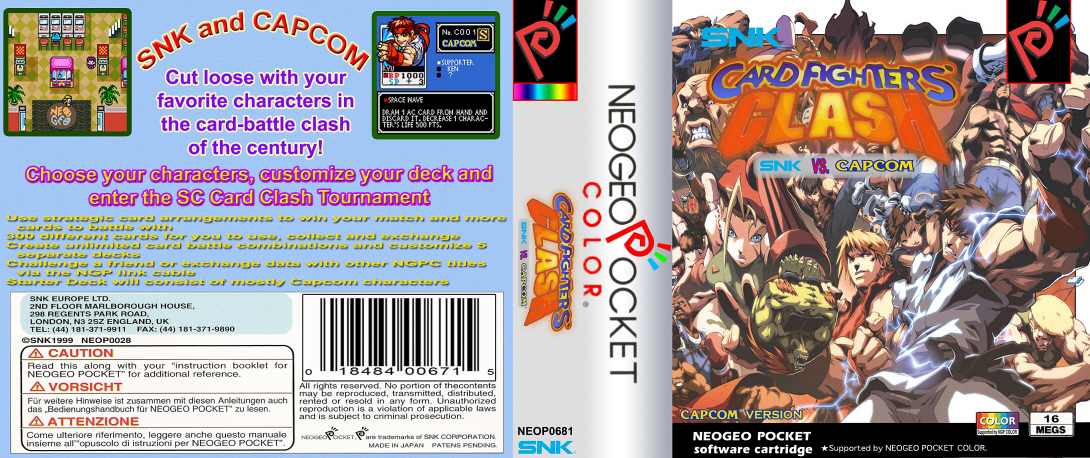 SNK and CAPCOM
Cut loose with your
favorite characters in
the card-battle clash
of the century!
No. C001 S
CAPCOM
RYU
BP1000
SP + 3
SUPPORTER
KEN
?
SPACE WAVE
DRAW 1 AC CARD FROM HAND AND
DISCARD IT. DECREASE 1 CHARAC-
TER'S LIFE 500 PTS.
Choose your characters, customize your deck and
enter the SC Card Clash Tournament
Use strategic card arrangements to win your match and more
cards to battle with
300 different cards for you to use, collect and exchange
Create unlimited card battle combinations and customize 5
separate decks
Challenge a friend or exchange data with other NGPC titles
via the NGP link cable
Starter Deck will consist of mostly Capcom characters
SNK EUROPE LTD.
2ND FLOOR MARLBOROUGH HOUSE,
298 REGENTS PARK ROAD,
LONDON, N3 2SZ ENGLAND, UK
TEL: (44) 181-371-9911 FAX: (44) 181-371-9890
©SNK1999 NEOP0028
CAUTION
Read this along with your "instruction booklet for
NEOGEO POCKET" for additional reference.
VORSICHT
Für weitere Hinweise ist zusammen mit diesen Anleitungen auch
das „Bedienungshandbuch für NEOGEO POCKET" zu lesen.
ATTENZIONE
Come ulteriore riferimento, leggere anche questo manuale
insieme all'"opuscolo di istruzioni per NEOGEO POCKET".
0 18484 00671 5
All rights reserved. No portion of thecontents
may be reproduced, transmitted, distributed,
rented or resold in any form. Unauthorized
reproduction is a violation of applicable laws
and is subject to criminal prosecution.
NEOGEO POCKET, P are trademarks of SNK CORPORATION.
MADE IN JAPAN PATENTS PENDING.
NEOGEO POCKET
COLOR
CARD FIGHTERS'
CLASH
SNK VS. CAPCOM
NEOP0681
SNK
SNK
CARD FIGHTERS'
CLASH
SNK VS. CAPCOM
CAPCOM VERSION
COLOR
Supported by NGP COLOR
16
MEGS
NEOGEO POCKET
software cartridge
★Supported by NEOGEO POCKET COLOR.